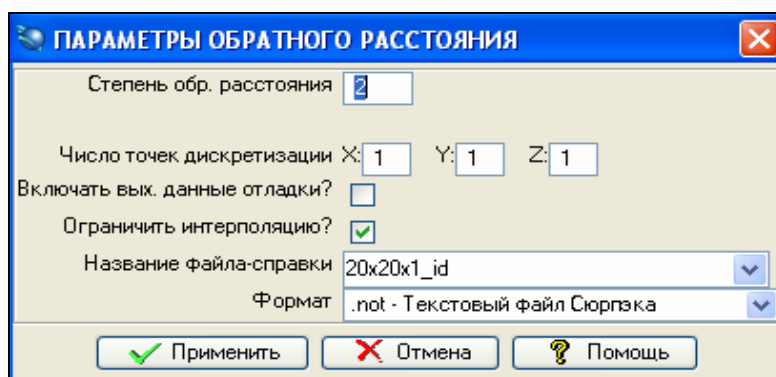 ПАРАМЕТРЫ ОБРАТНОГО РАССТОЯНИЯ
Степень обр. расстояния 2
Число точек дискретизации X: 1 Y: 1 Z: 1
Включать вых. данные отладки?
Ограничить интерполяцию?
Название файла-справки 20x20x1_id
Формат .not - Текстовый файл Сюрпэка
Применить Отмена Помощь